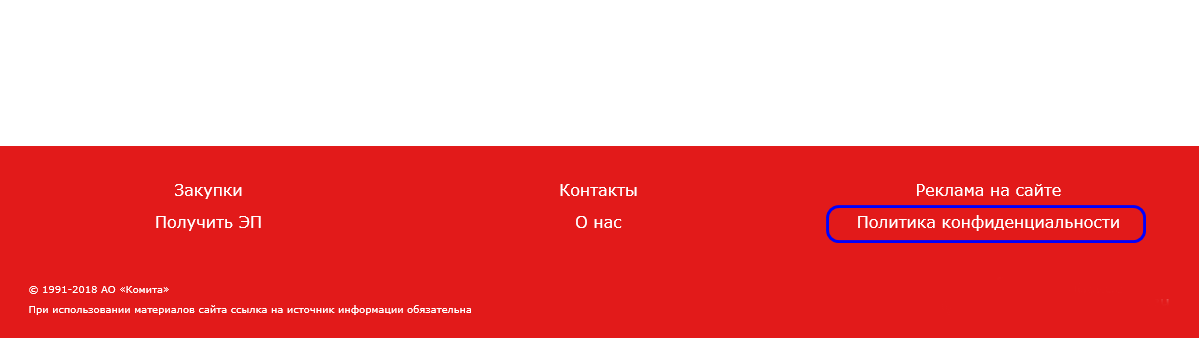 Закупки
Контакты
Реклама на сайте
Получить ЭП
О нас
Политика конфиденциальности
© 1991-2018 АО «Комита»
При использовании материалов сайта ссылка на источник информации обязательна